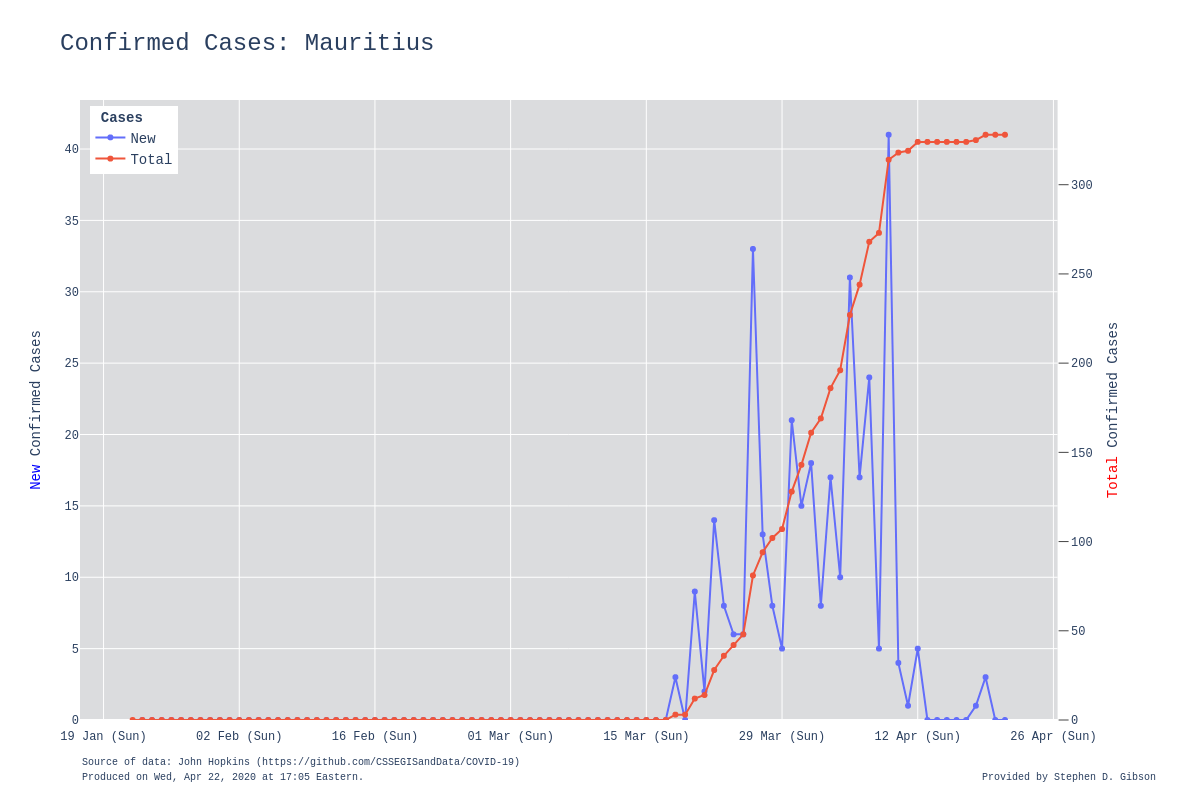 Confirmed Cases: Mauritius
Cases
New
Total
40
35
30
25
20
15
10
5
0
New Confirmed Cases
300
250
200
150
100
50
0
Total Confirmed Cases
19 Jan (Sun) 02 Feb (Sun) 16 Feb (Sun) 01 Mar (Sun) 15 Mar (Sun) 29 Mar (Sun) 12 Apr (Sun) 26 Apr (Sun)
Source of data: John Hopkins (https://github.com/CSSEGISandData/COVID-19)
Produced on Wed, Apr 22, 2020 at 17:05 Eastern.
Provided by Stephen D. Gibson